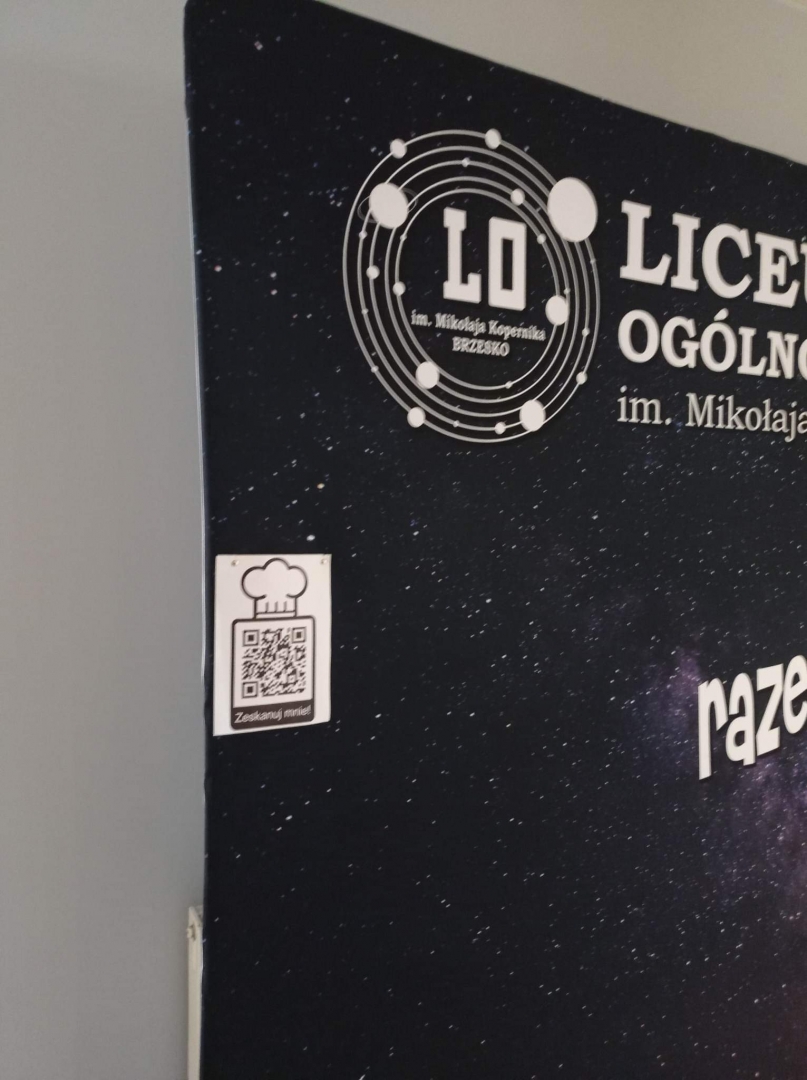 LO
im. Mikołaja Kopernika
BRZESKO
LICEU
OGÓLNO
im. Mikołaja
Zeskanuj mnie!
raze